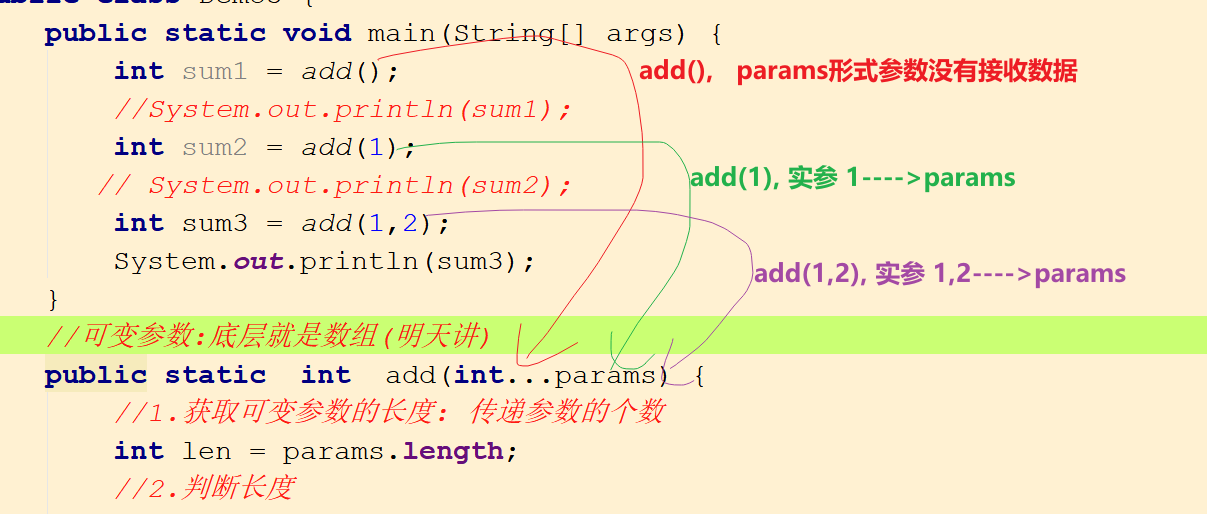 public static void main(String[] args) {
int sum1 = add();
add(), params形式参数没有接收数据
//System.out.println(sum1);
int sum2 = add(1);
add(1), 实参 1---->params
// System.out.println(sum2);
int sum3 = add(1,2);
System.out.println(sum3);
add(1,2), 实参 1,2---->params
}
//可变参数:底层就是数组(明天讲)
public static int add(int...params) {
//1.获取可变参数的长度: 传递参数的个数
int len = params.length;
//2.判断长度